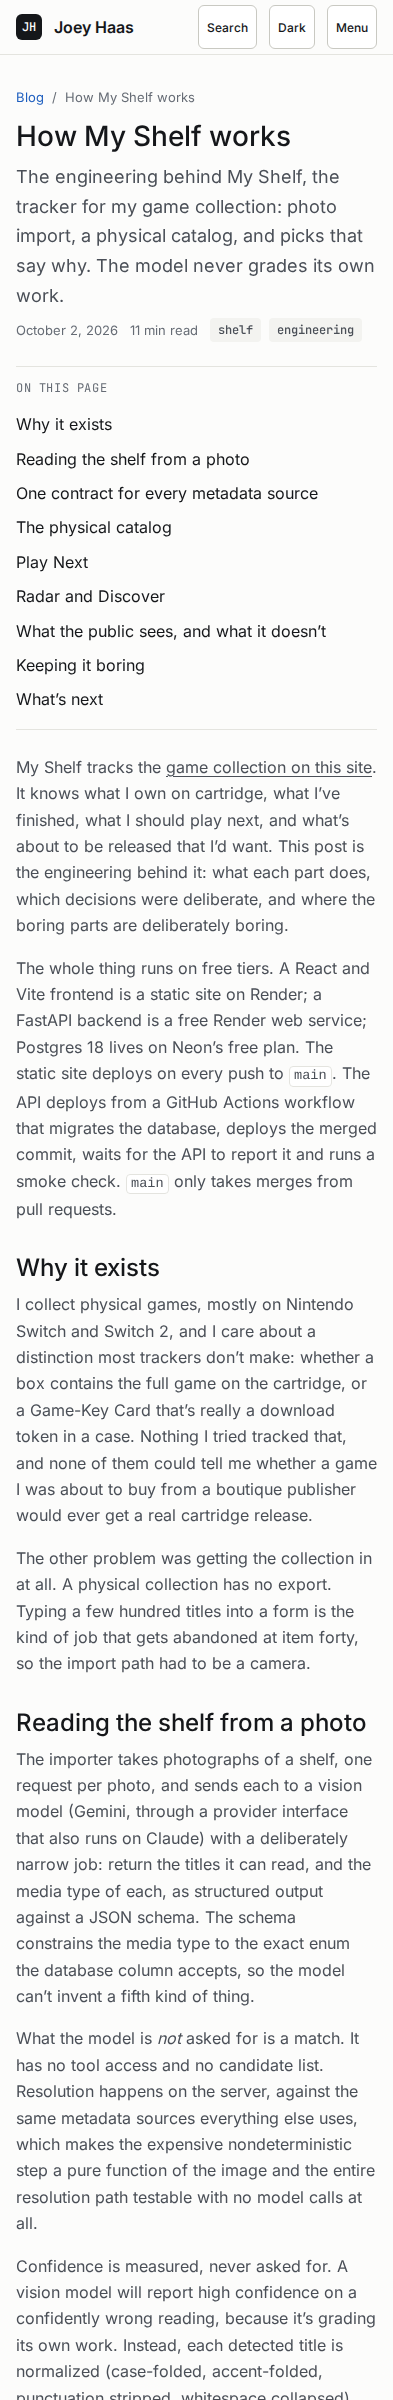 JH Joey Haas Search Dark Menu
Blog / How My Shelf works
How My Shelf works
The engineering behind My Shelf, the
tracker for my game collection: photo
import, a physical catalog, and picks that
say why. The model never grades its own
work.
October 2, 2026 11 min read shelf engineering
ON THIS PAGE
Why it exists
Reading the shelf from a photo
One contract for every metadata source
The physical catalog
Play Next
Radar and Discover
What the public sees, and what it doesn’t
Keeping it boring
What’s next
My Shelf tracks the game collection on this site.
It knows what I own on cartridge, what I’ve
finished, what I should play next, and what’s
about to be released that I’d want. This post is
the engineering behind it: what each part does,
which decisions were deliberate, and where the
boring parts are deliberately boring.
The whole thing runs on free tiers. A React and
Vite frontend is a static site on Render; a
FastAPI backend is a free Render web service;
Postgres 18 lives on Neon’s free plan. The
static site deploys on every push to main. The
API deploys from a GitHub Actions workflow
that migrates the database, deploys the merged
commit, waits for the API to report it and runs a
smoke check. main only takes merges from
pull requests.
Why it exists
I collect physical games, mostly on Nintendo
Switch and Switch 2, and I care about a
distinction most trackers don’t make: whether a
box contains the full game on the cartridge, or
a Game-Key Card that’s really a download
token in a case. Nothing I tried tracked that,
and none of them could tell me whether a game
I was about to buy from a boutique publisher
would ever get a real cartridge release.
The other problem was getting the collection in
at all. A physical collection has no export.
Typing a few hundred titles into a form is the
kind of job that gets abandoned at item forty,
so the import path had to be a camera.
Reading the shelf from a photo
The importer takes photographs of a shelf, one
request per photo, and sends each to a vision
model (Gemini, through a provider interface
that also runs on Claude) with a deliberately
narrow job: return the titles it can read, and the
media type of each, as structured output
against a JSON schema. The schema
constrains the media type to the exact enum
the database column accepts, so the model
can’t invent a fifth kind of thing.
What the model is not asked for is a match. It
has no tool access and no candidate list.
Resolution happens on the server, against the
same metadata sources everything else uses,
which makes the expensive nondeterministic
step a pure function of the image and the entire
resolution path testable with no model calls at
all.
Confidence is measured, never asked for. A
vision model will report high confidence on a
confidently wrong reading, because it’s grading
its own work. Instead, each detected title is
normalized (case-folded, accent-folded,
punctuation stripped, whitespace collapsed)